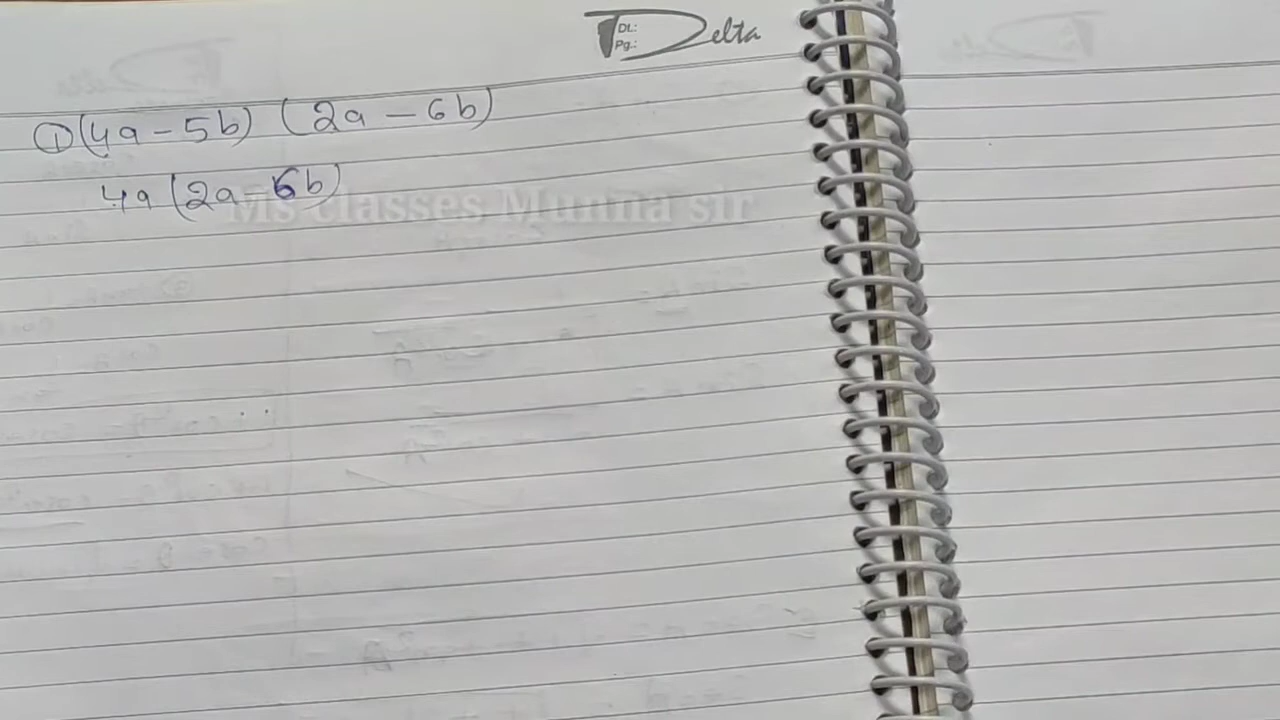 Delta
Dt.:
Pg.:
① (4a - 5b) (2a - 6b)
4a (2a - 6b)
Ms classes Munna sir